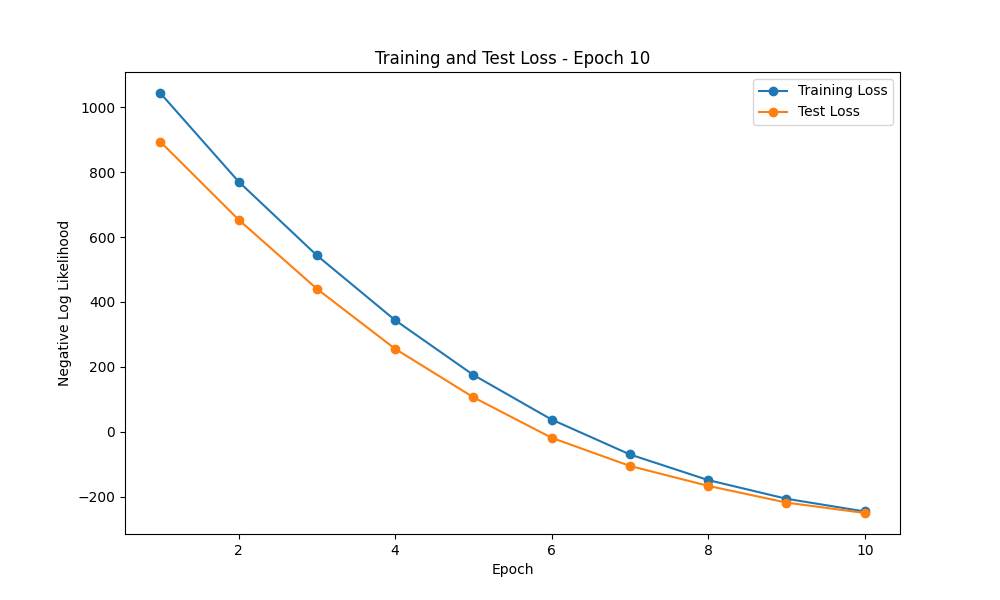 Training and Test Loss - Epoch 10
Training Loss
Test Loss
1000
800
600
400
200
0
−200
Negative Log Likelihood
2
4
6
8
10
Epoch